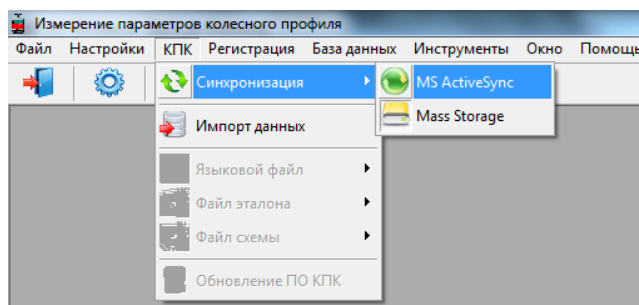 Измерение параметров колесного профиля
Файл Настройки КПК Регистрация База данных Инструменты Окно Помощь
Синхронизация MS ActiveSync
Mass Storage
Импорт данных
Языковой файл
Файл эталона
Файл схемы
Обновление ПО КПК